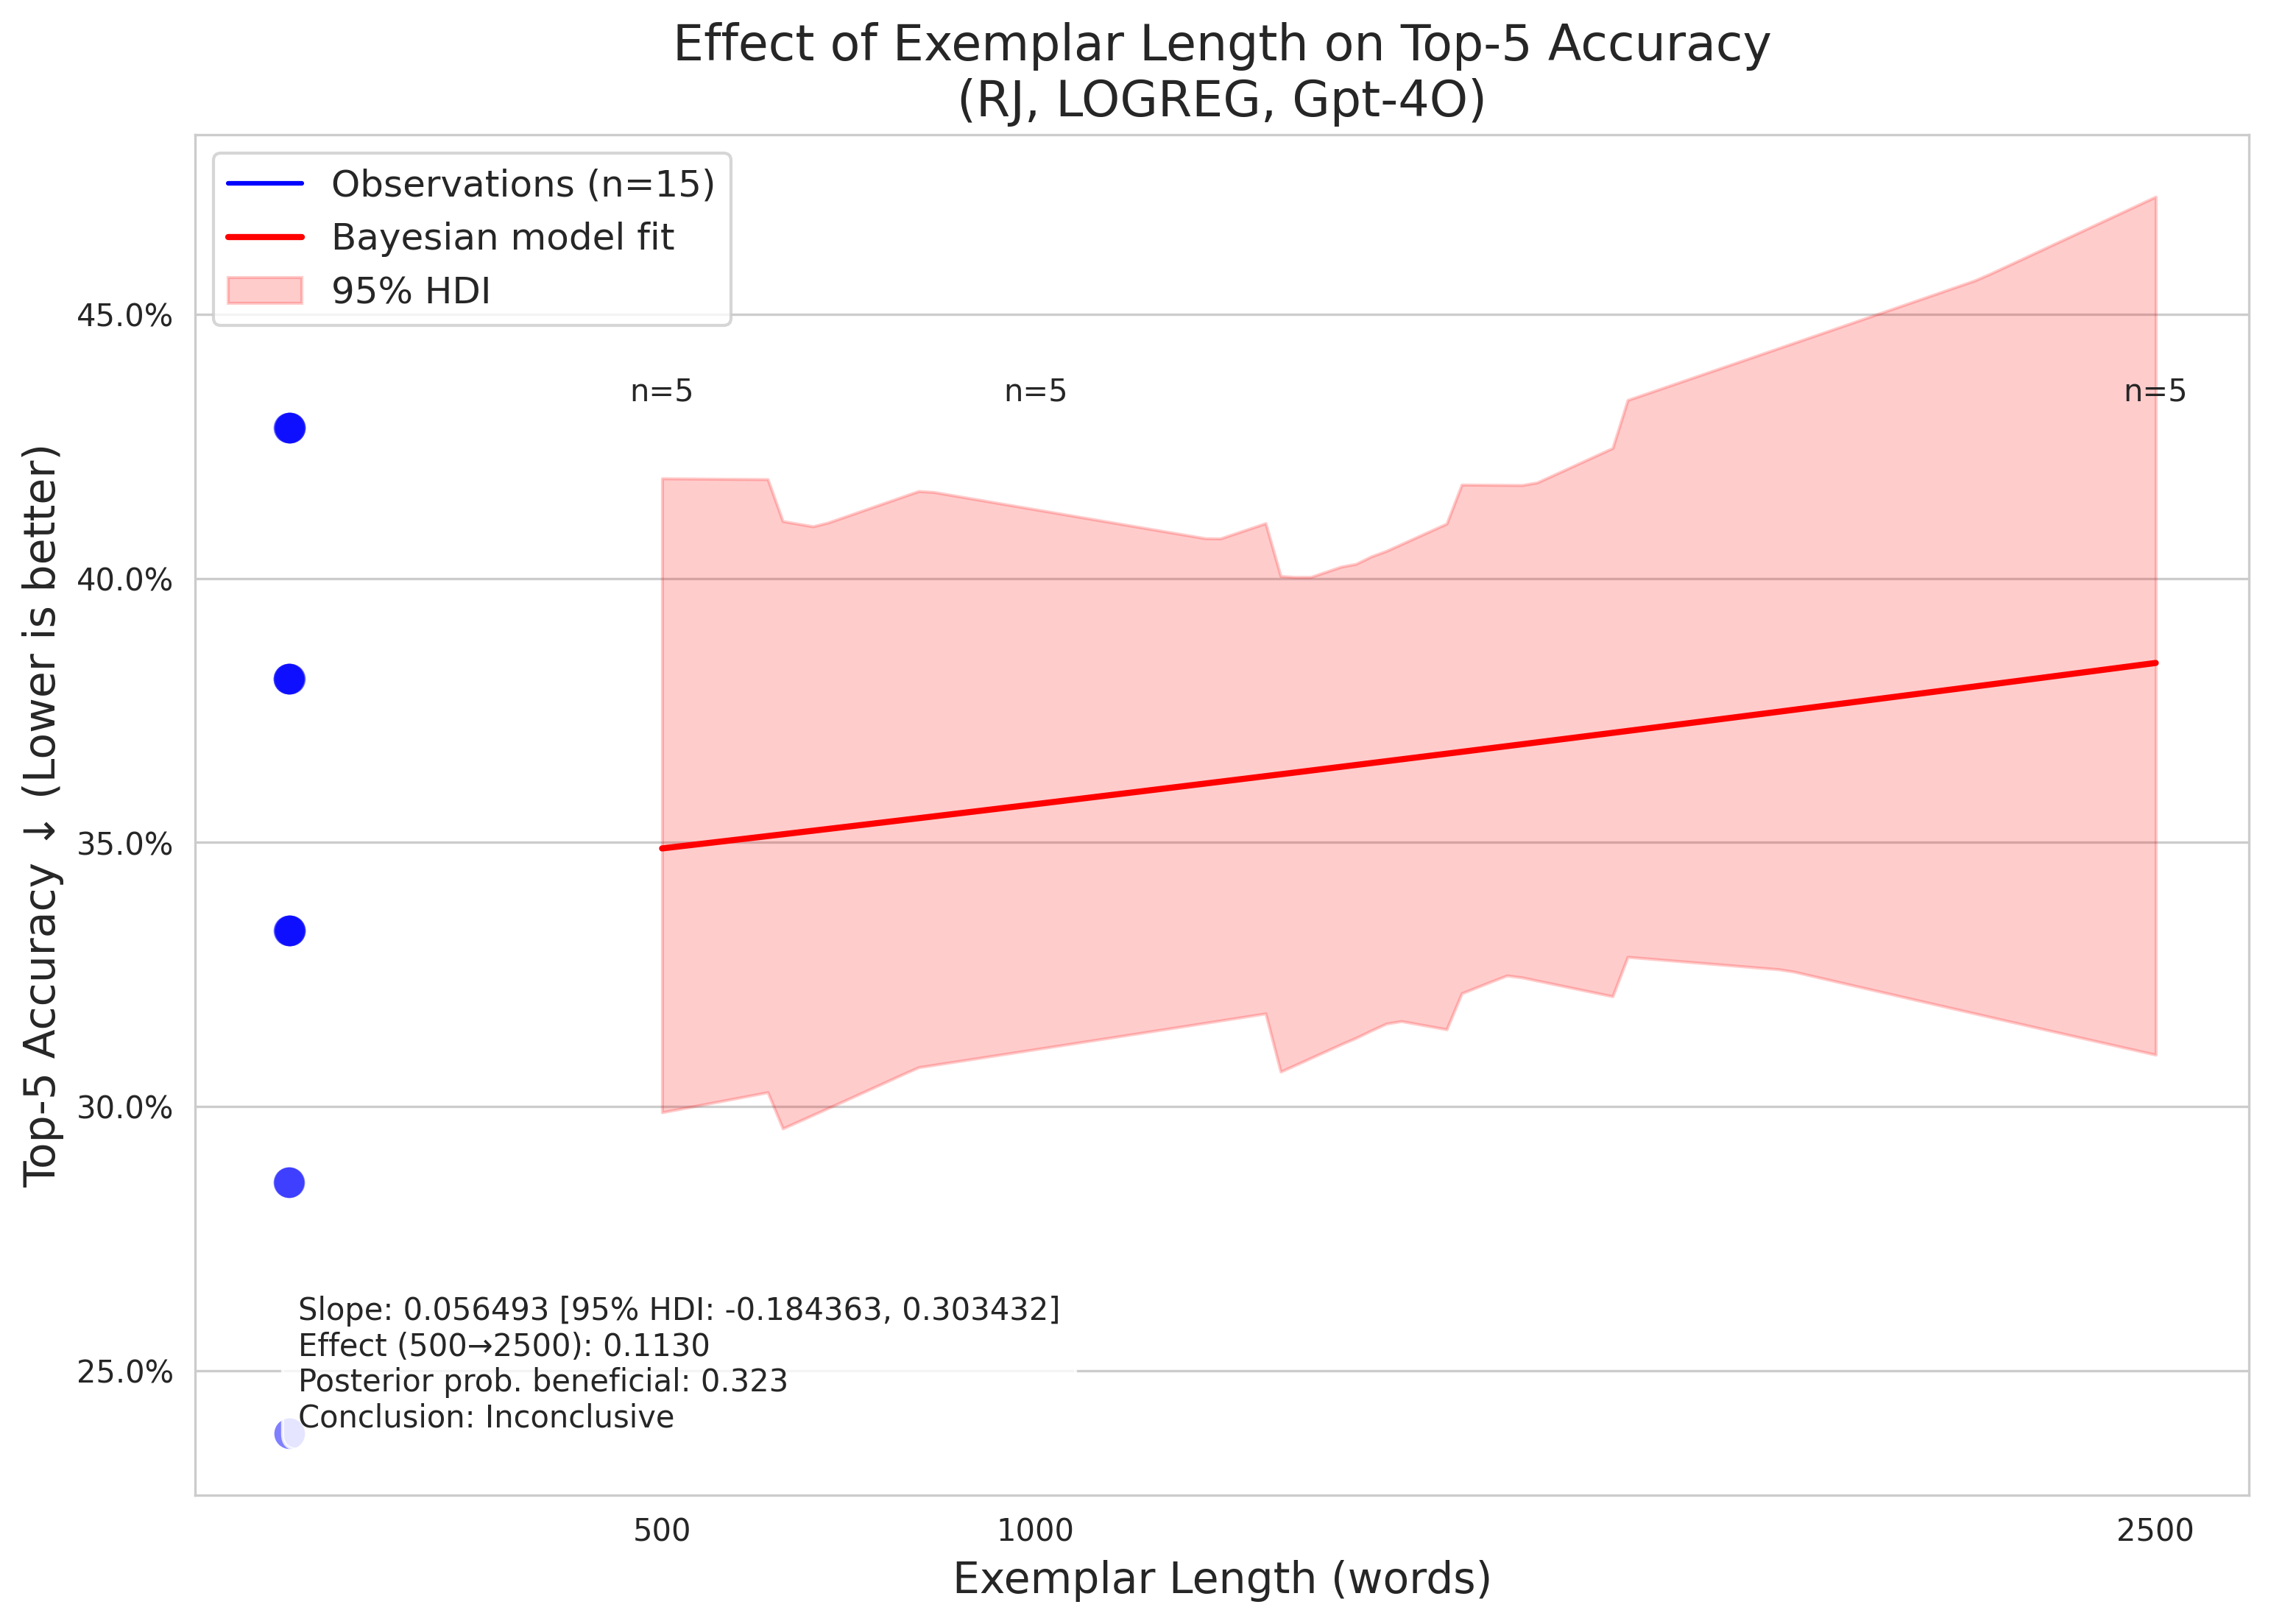 Effect of Exemplar Length on Top-5 Accuracy
(RJ, LOGREG, Gpt-4O)
Observations (n=15)
Bayesian model fit
95% HDI
45.0%
40.0%
35.0%
30.0%
25.0%
n=5
n=5
n=5
Top-5 Accuracy ↓ (Lower is better)
Slope: 0.056493 [95% HDI: -0.184363, 0.303432]
Effect (500→2500): 0.1130
Posterior prob. beneficial: 0.323
Conclusion: Inconclusive
500
1000
2500
Exemplar Length (words)